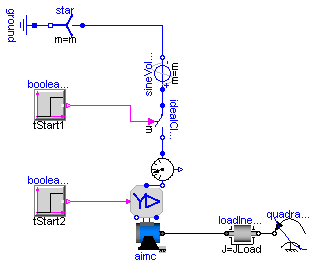 star
ground
m=m
sineVol...
m=m
boolea...
tStart1
idealCl...
m
boolea...
tStart2
Y
aimc
loadIne...
J=JLoad
quadra...